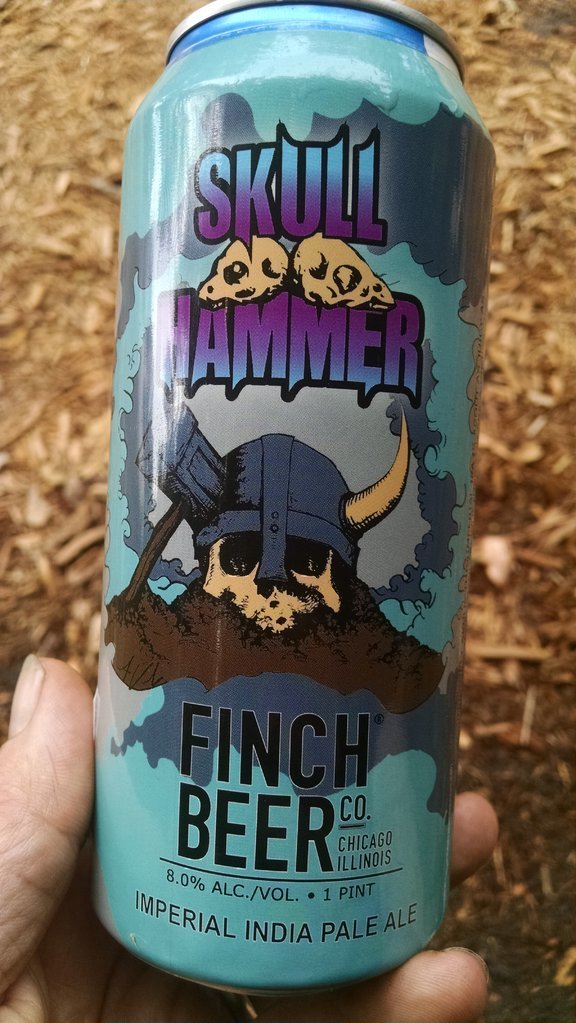 SKULL
HAMMER
FINCH®
BEER CO.
CHICAGO
ILLINOIS
8.0% ALC./VOL. • 1 PINT
IMPERIAL INDIA PALE ALE